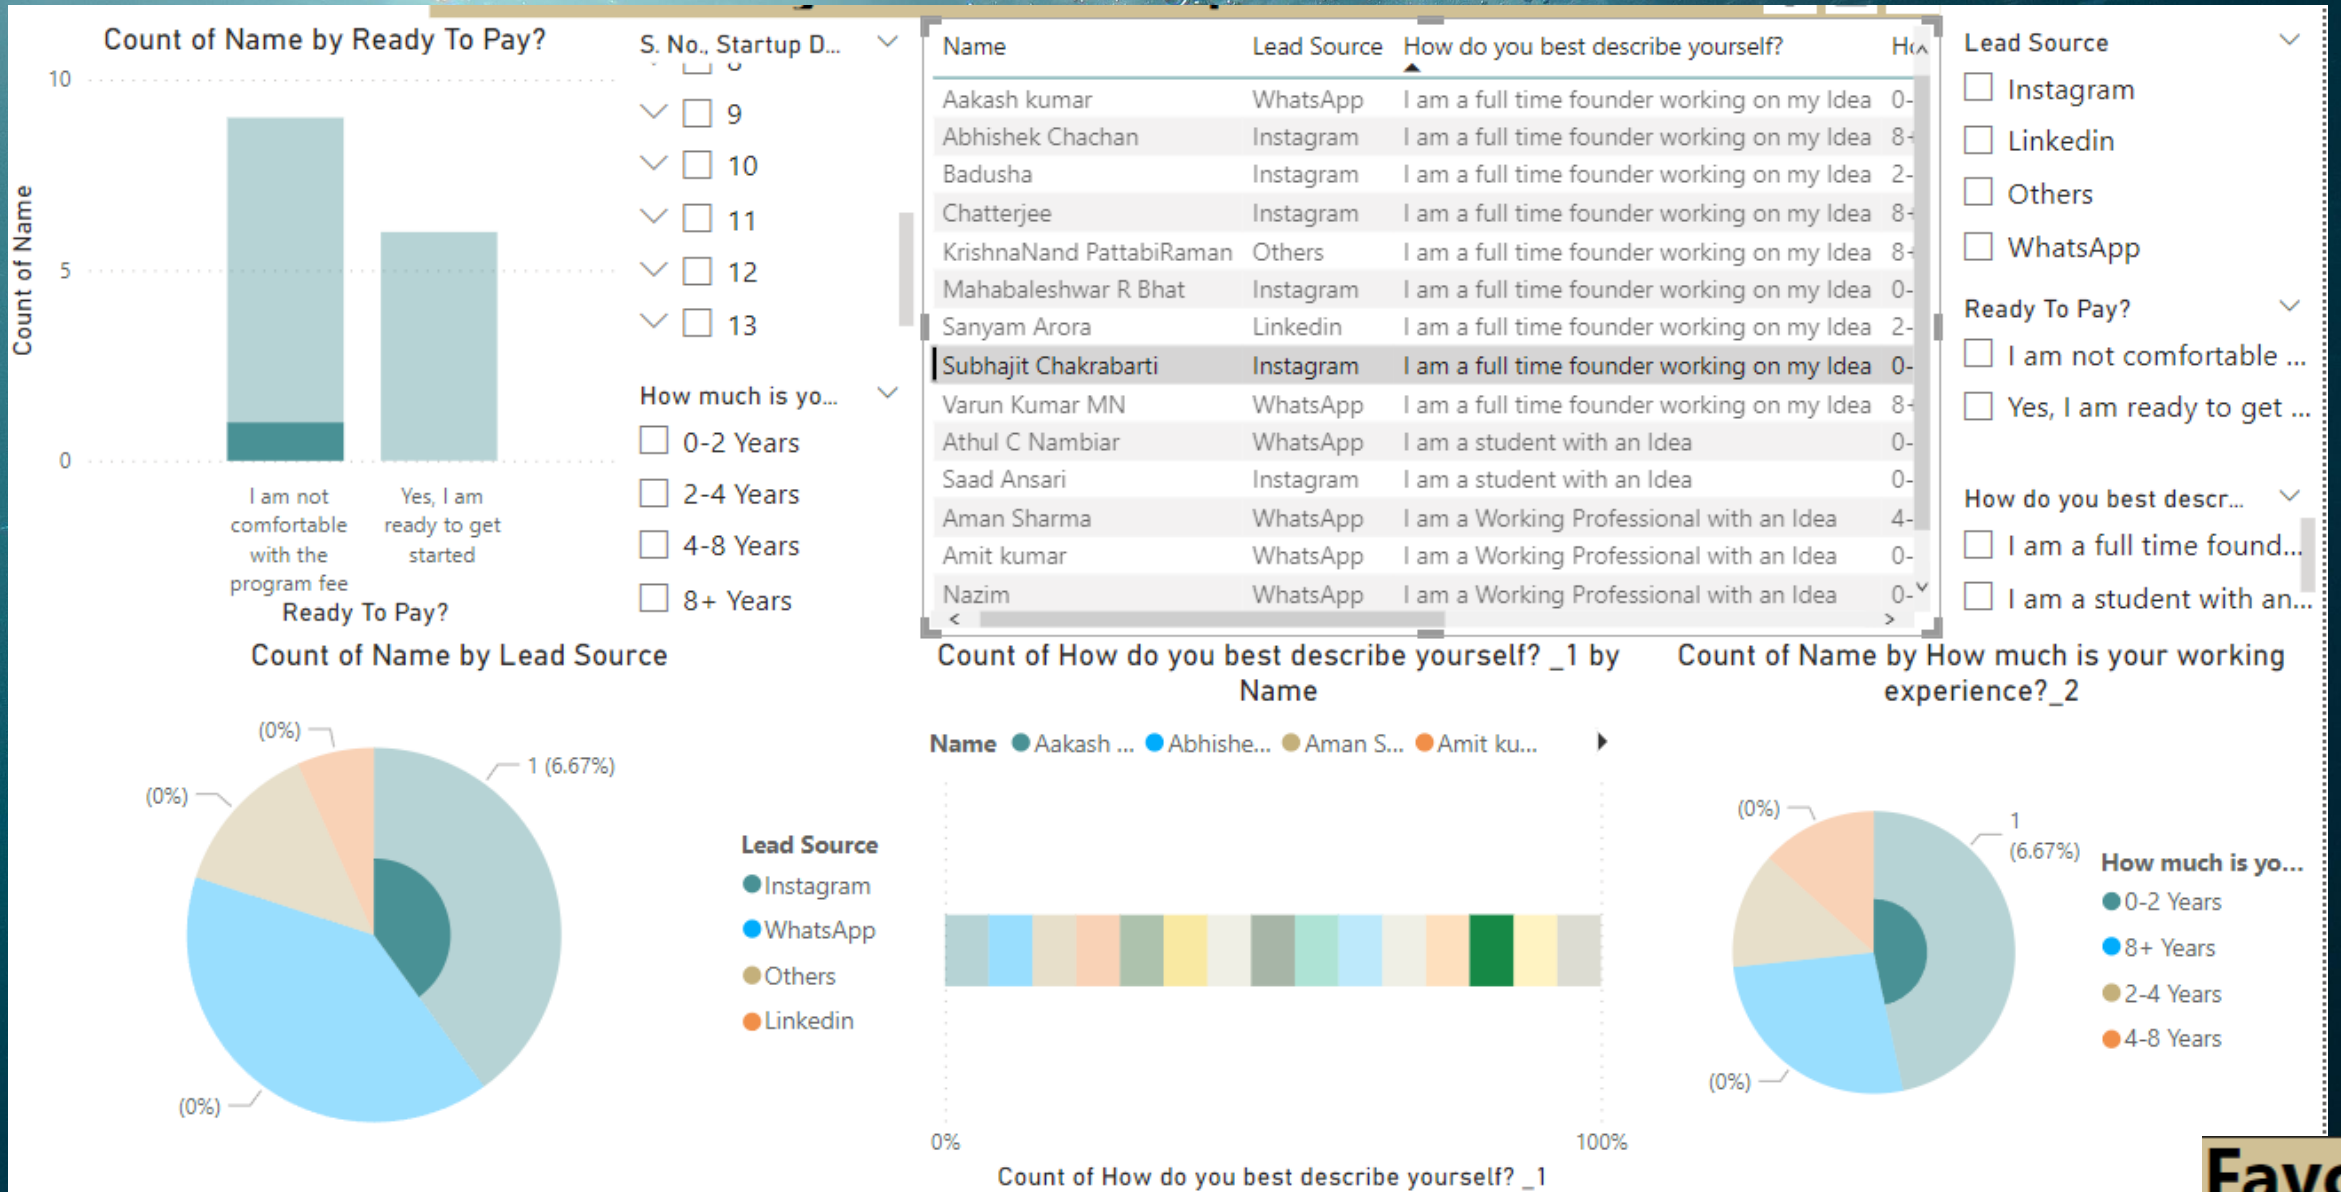 Count of Name by Ready To Pay?
10
5
0
Count of Name
I am not
comfortable
with the
program fee
Yes, I am
ready to get
started
Ready To Pay?
S. No., Startup D...
9
10
11
12
13
How much is yo...
0-2 Years
2-4 Years
4-8 Years
8+ Years
Name Lead Source How do you best describe yourself?
Aakash kumar WhatsApp I am a full time founder working on my Idea 0-
Abhishek Chachan Instagram I am a full time founder working on my Idea 8+
Badusha Instagram I am a full time founder working on my Idea 2-
Chatterjee Instagram I am a full time founder working on my Idea 8+
KrishnaNand PattabiRaman Others I am a full time founder working on my Idea 8+
Mahabaleshwar R Bhat Instagram I am a full time founder working on my Idea 0-
Sanyam Arora Linkedin I am a full time founder working on my Idea 2-
Subhajit Chakrabarti Instagram I am a full time founder working on my Idea 0-
Varun Kumar MN WhatsApp I am a full time founder working on my Idea 8+
Athul C Nambiar WhatsApp I am a student with an Idea 0-
Saad Ansari Instagram I am a student with an Idea 0-
Aman Sharma WhatsApp I am a Working Professional with an Idea 4-
Amit kumar WhatsApp I am a Working Professional with an Idea 0-
Nazim WhatsApp I am a Working Professional with an Idea 0-
Lead Source
Instagram
Linkedin
Others
WhatsApp
Ready To Pay?
I am not comfortable ...
Yes, I am ready to get ...
How do you best descr...
I am a full time found...
I am a student with an...
Count of Name by Lead Source
(0%)
1 (6.67%)
(0%)
(0%)
Lead Source
Instagram
WhatsApp
Others
Linkedin
Count of How do you best describe yourself? _1 by
Name
Name Aakash ... Abhishe... Aman S... Amit ku...
0% 100%
Count of How do you best describe yourself? _1
Count of Name by How much is your working
experience?_2
(0%)
1
(6.67%)
(0%)
How much is yo...
0-2 Years
8+ Years
2-4 Years
4-8 Years